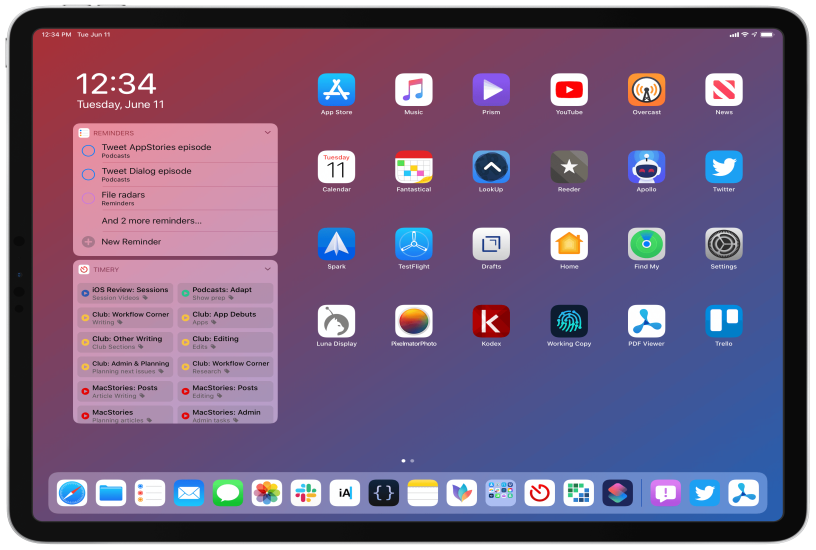 12:34 PM Tue Jun 11
12:34
Tuesday, June 11
REMINDERS
Tweet AppStories episode
Podcasts
Tweet Dialog episode
Podcasts
File radars
Reminders
And 2 more reminders...
New Reminder
TIMERY
iOS Review: Sessions
Session Videos
Podcasts: Adapt
Show prep
Club: Workflow Corner
Writing
Club: App Debuts
Apps
Club: Other Writing
Club Sections
Club: Editing
Edits
Club: Admin & Planning
Planning next issues
Club: Workflow Corner
Research
MacStories: Posts
Article Writing
MacStories: Posts
Editing
MacStories
Planning articles
MacStories: Admin
Admin tasks
App Store
Music
Prism
YouTube
Overcast
News
Tuesday
11
Calendar
Fantastical
LookUp
Reeder
Apollo
Twitter
Spark
TestFlight
Drafts
Home
Find My
Settings
Luna Display
PixelmatorPhoto
k
Kodex
Working Copy
PDF Viewer
Trello
iA
{}